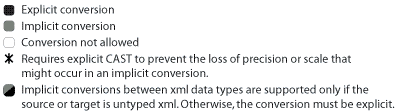 Explicit conversion
Implicit conversion
Conversion not allowed
Requires explicit CAST to prevent the loss of precision or scale that
might occur in an implicit conversion.
Implicit conversions between xml data types are supported only if the
source or target is untyped xml. Otherwise, the conversion must be explicit.